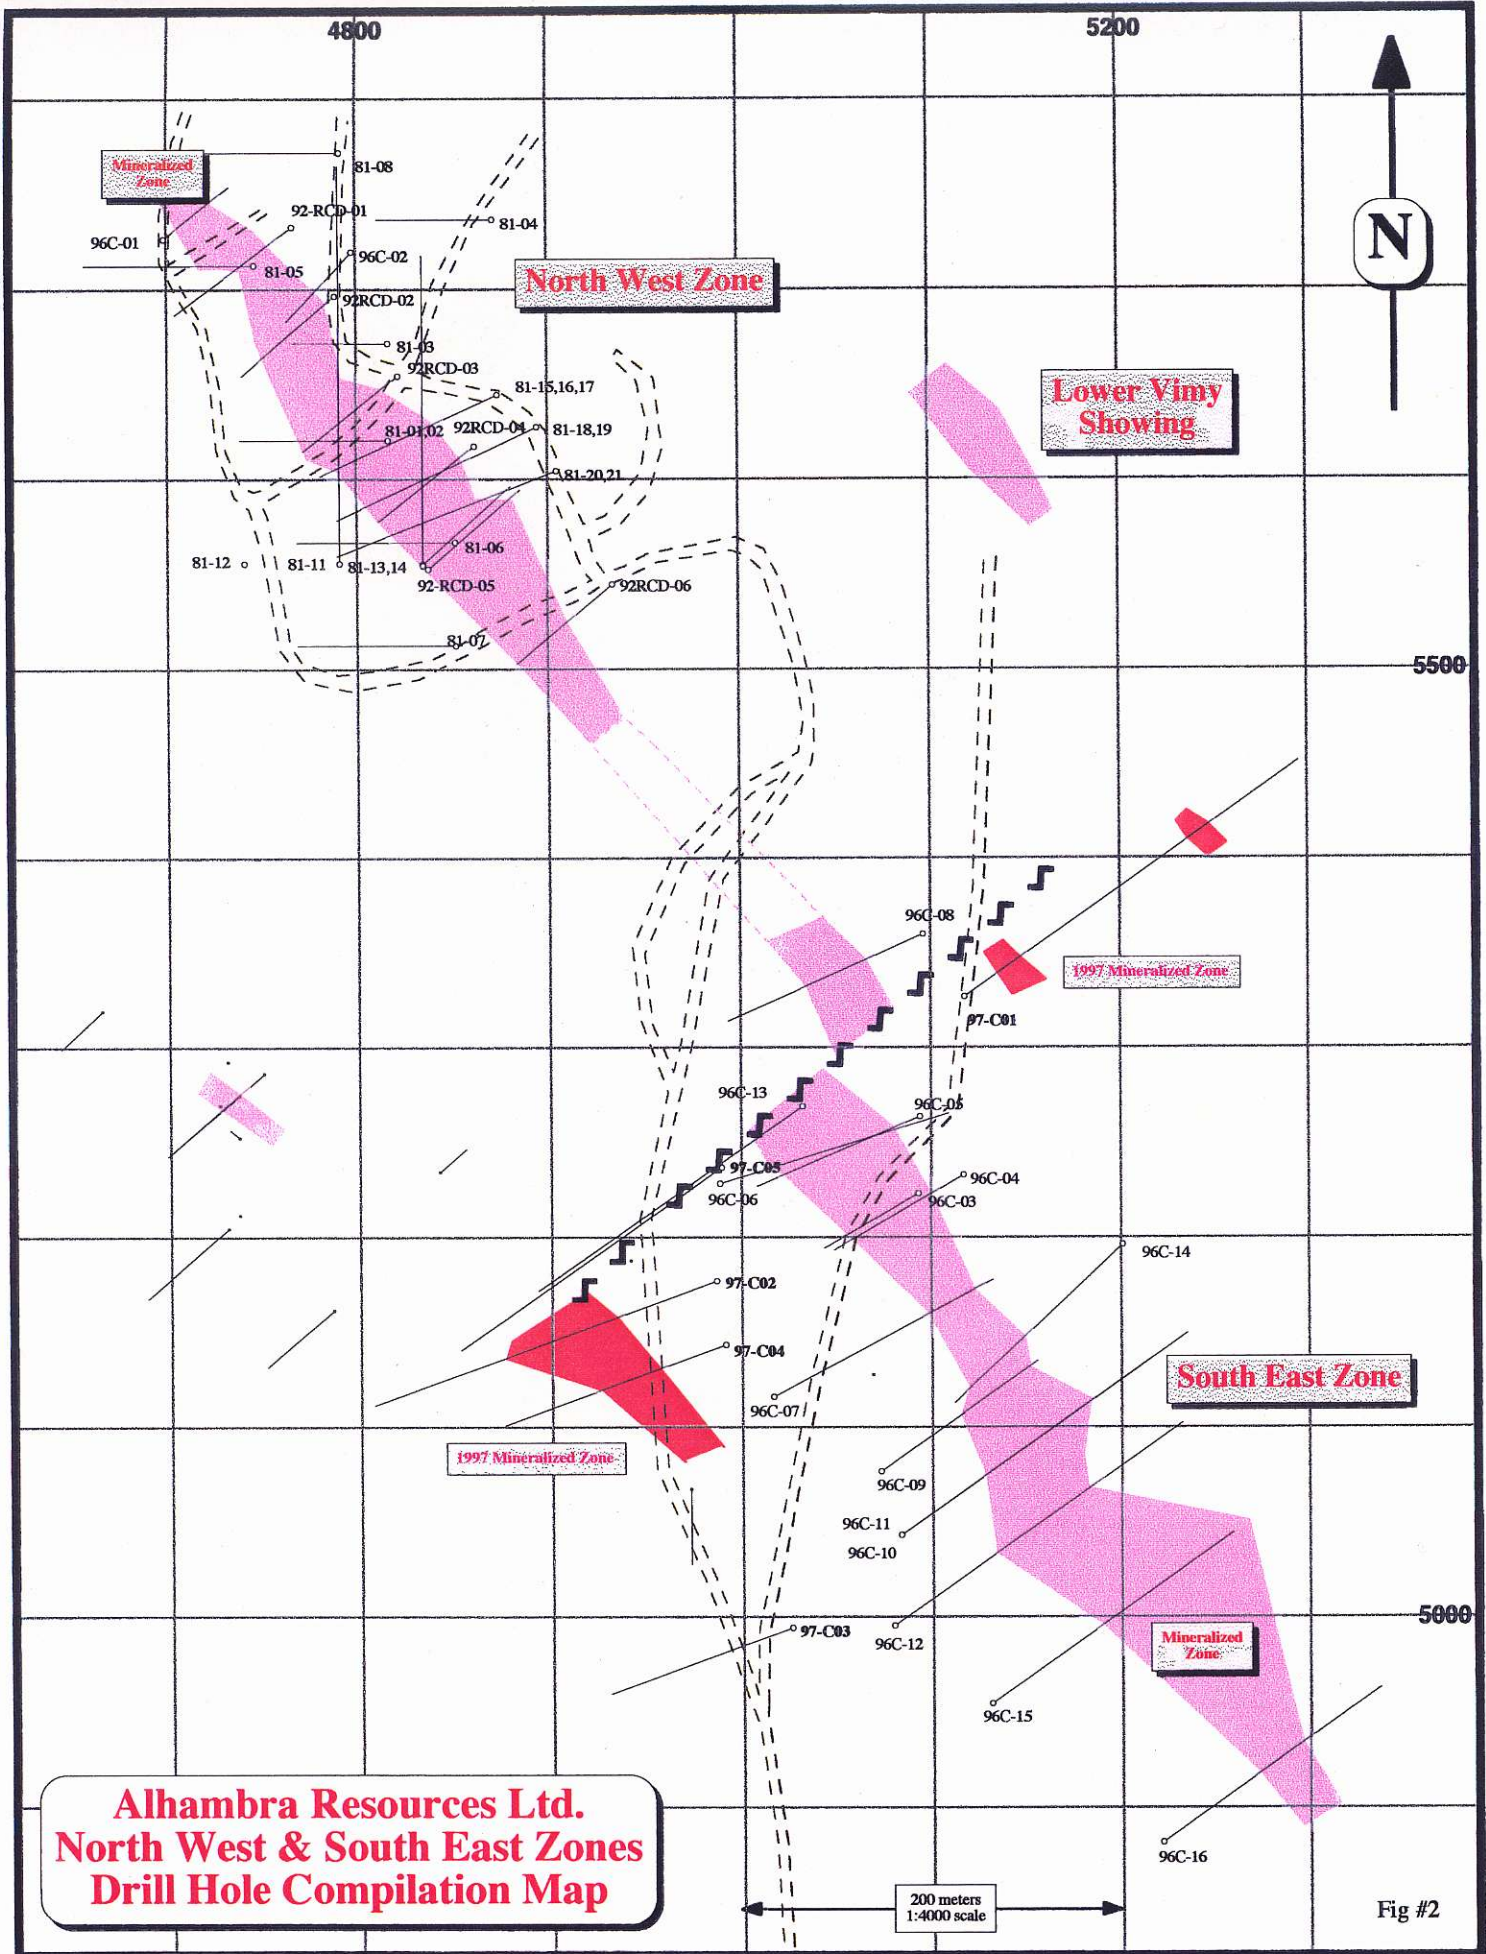 4800
5200
Mineralized
Zone
81-08
92-RCD-01
81-04
96C-01
96C-02
81-05
North West Zone
N
92RCD-02
81-03
92RCD-03
81-15,16,17
Lower Vimy
Showing
81-01,02
92RCD-04
81-18,19
81-20,21
81-06
81-12
81-11
81-13,14
92-RCD-05
92RCD-06
81-07
5500
96C-08
1997 Mineralized Zone
97-C01
96C-13
96C-05
97-C05
96C-06
96C-04
96C-03
96C-14
97-C02
97-C04
South East Zone
96C-07
1997 Mineralized Zone
96C-09
96C-11
96C-10
5000
97-C03
96C-12
Mineralized
Zone
96C-15
Alhambra Resources Ltd.
North West & South East Zones
Drill Hole Compilation Map
96C-16
200 meters
1:4000 scale
Fig #2